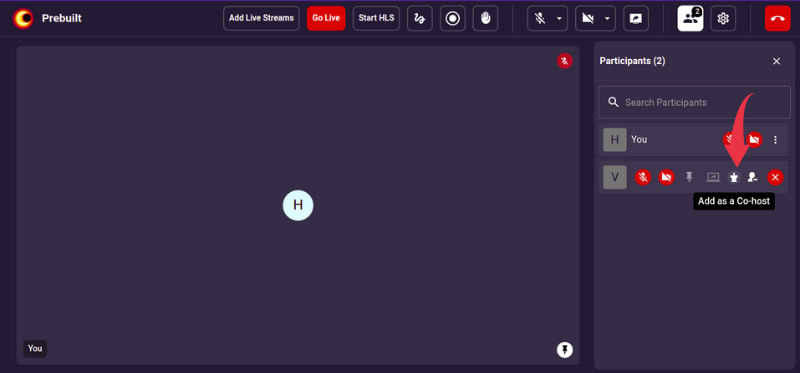 Prebuilt
Add Live Streams
Go Live
Start HLS
2
Participants (2)
Search Participants
H
You
V
Add as a Co-host
H
You